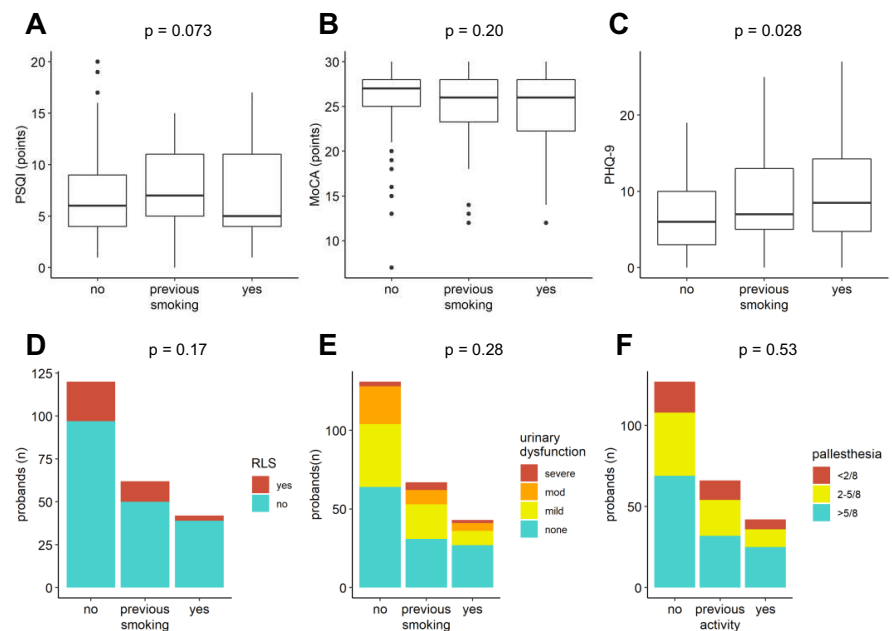 A
p = 0.073
PSQI (points)
20
15
10
5
0
no
previous
yes
smoking
B
p = 0.20
MoCA (points)
30
25
20
15
10
no
previous
yes
smoking
C
p = 0.028
PHQ-9
20
10
0
no
previous
yes
smoking
D
p = 0.17
probands (n)
125
100
75
50
25
0
no
previous
yes
smoking
RLS
yes
no
E
p = 0.28
probands(n)
100
50
0
no
previous
yes
smoking
urinary
dysfunction
severe
mod
mild
none
F
p = 0.53
probands (n)
100
50
0
no
previous
yes
activity
pallesthesia
<2/8
2-5/8
>5/8